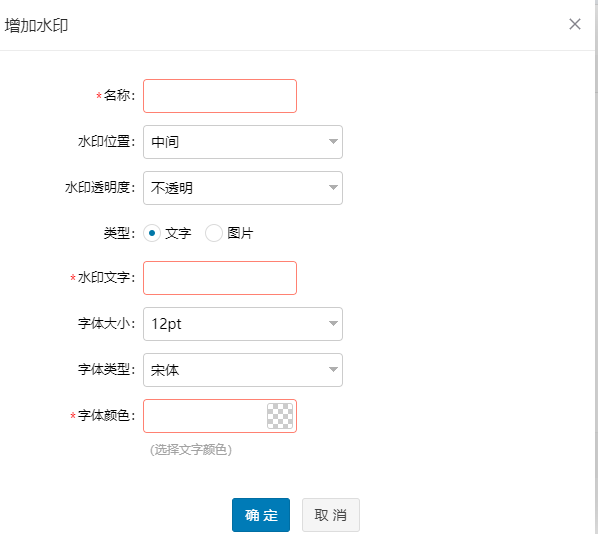 增加水印
*名称:
水印位置: 中间
水印透明度: 不透明
类型: 文字 图片
*水印文字:
字体大小: 12pt
字体类型: 宋体
*字体颜色:
(选择文字颜色)
确定 取消